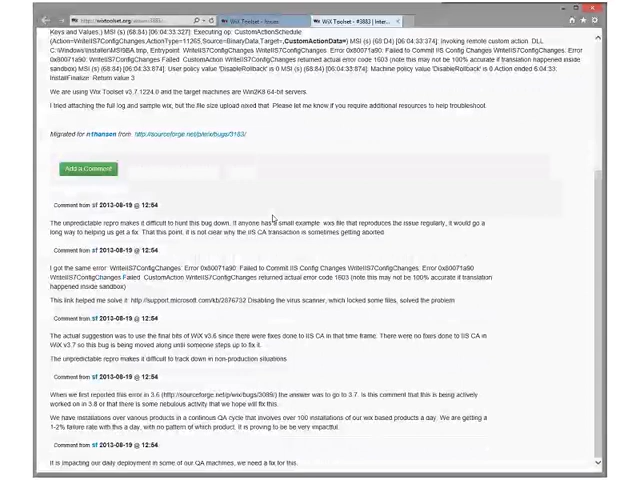 WiX Toolset - Issues
WiX Toolset - #3883 | Inter...
Keys and Values,) MSI (s) (68:84) [06:04:33:327]: Executing op: CustomActionSchedule
(Action=WriteIIS7ConfigChanges,ActionType=11265,Source=BinaryData,Target=,CustomActionData=) MSI (s) (68:D4) [06:04:33:374]: Invoking remote custom action. DLL:
Entrypoint: WriteIIS7ConfigChanges WriteIIS7ConfigChanges: Error 0x80071a90: Failed to Commit IIS Config Changes WriteIIS7ConfigChanges: Error
0x80071a90: WriteIIS7ConfigChanges Failed. CustomAction WriteIIS7ConfigChanges returned actual error code 1603 (note this may not be 100% accurate if translation happened inside
sandbox) MSI (s) (68:84) [06:04:33:874]: User policy value 'DisableRollback' is 0 MSI (s) (68:84) [06:04:33:874]: Machine policy value 'DisableRollback' is 0 Action ended 6:04:33:
InstallFinalize. Return value 3.
We are using Wix Toolset v3.7.1224.0 and the target machines are Win2K8 64-bit servers.
I tried attaching the full log and sample wix, but the file size upload nixed that. Please let me know if you require additional resources to help troubleshoot.
Migrated for nthansen from http://sourceforge.net/p/wix/bugs/3183/
Add a Comment
Comment from sf 2013-08-19 @ 12:54
The unpredictable repro makes it difficult to hunt this bug down. If anyone has a small example .wxs file that reproduces the issue regularly, it would go a
long way to helping us get a fix. That this point, it is not clear why the IIS CA transaction is sometimes getting aborted
Comment from sf 2013-08-19 @ 12:54
I got the same error: WriteIIS7ConfigChanges: Error 0x80071a90: Failed to Commit IIS Config Changes WriteIIS7ConfigChanges: Error 0x80071a90:
WriteIIS7ConfigChanges Failed. CustomAction WriteIIS7ConfigChanges returned actual error code 1603 (note this may not be 100% accurate if translation
happened inside sandbox)
This link helped me solve it: http://support.microsoft.com/kb/2676732 Disabling the virus scanner, which locked some files, solved the problem
Comment from sf 2013-08-19 @ 12:54
The actual suggestion was to use the final bits of WiX v3.6 since there were fixes done to IIS CA in that time frame. There were no fixes done to IIS CA in
WiX v3.7 so this bug is being moved along until someone steps up to fix it.
The unpredictable repro makes it difficult to track down in non-production situations
Comment from sf 2013-08-19 @ 12:54
When we first reported this error in 3.6 (http://sourceforge.net/p/wix/bugs/3089/) the answer was to go to 3.7. Is this comment that this is being actively
worked on in 3.8 or that there is some nebulous activity that we hope will fix this.
We have installations over various products in a continous QA cycle that involves over 100 installations of our wix based products a day. We are getting a
1-2% failure rate with this a day, with no pattern of which product. It is proving to be be very impactful.
Comment from sf 2013-08-19 @ 12:54
It is impacting our daily deployment in some of our QA machines, we need a fix for this.